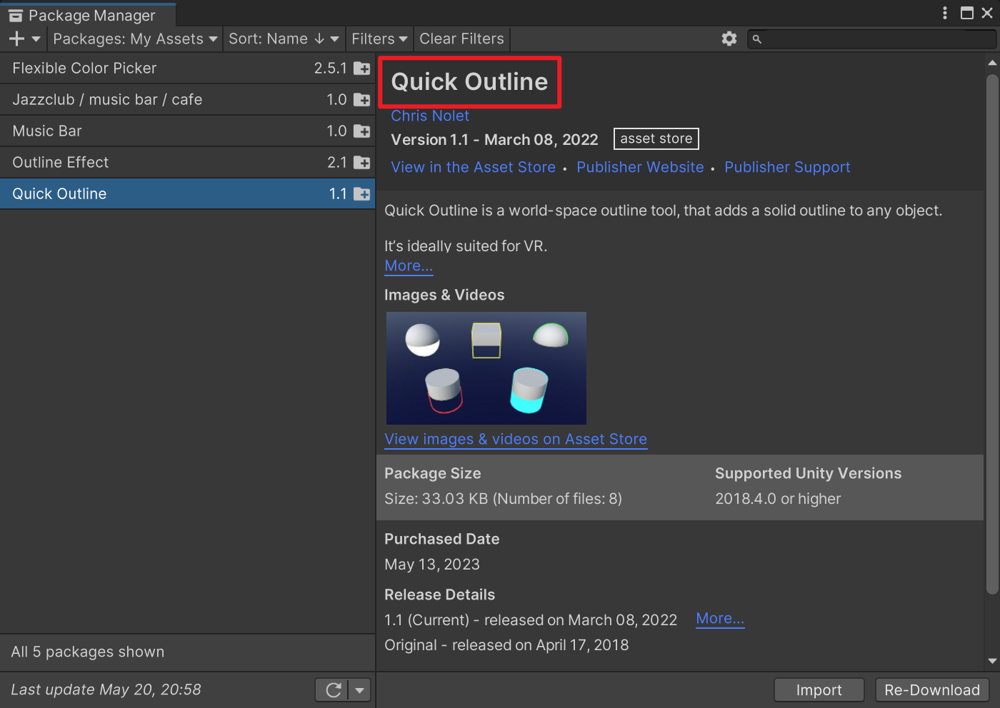 Package Manager
Packages: My Assets
Sort: Name ↓
Filters
Clear Filters
Flexible Color Picker 2.5.1
Jazzclub / music bar / cafe 1.0
Music Bar 1.0
Outline Effect 2.1
Quick Outline 1.1
All 5 packages shown
Last update May 20, 20:58
Quick Outline
Chris Nolet
Version 1.1 - March 08, 2022 asset store
View in the Asset Store • Publisher Website • Publisher Support
Quick Outline is a world-space outline tool, that adds a solid outline to any object.
It’s ideally suited for VR.
More...
Images & Videos
View images & videos on Asset Store
Package Size
Size: 33.03 KB (Number of files: 8)
Supported Unity Versions
2018.4.0 or higher
Purchased Date
May 13, 2023
Release Details
1.1 (Current) - released on March 08, 2022 More...
Original - released on April 17, 2018
Import
Re-Download